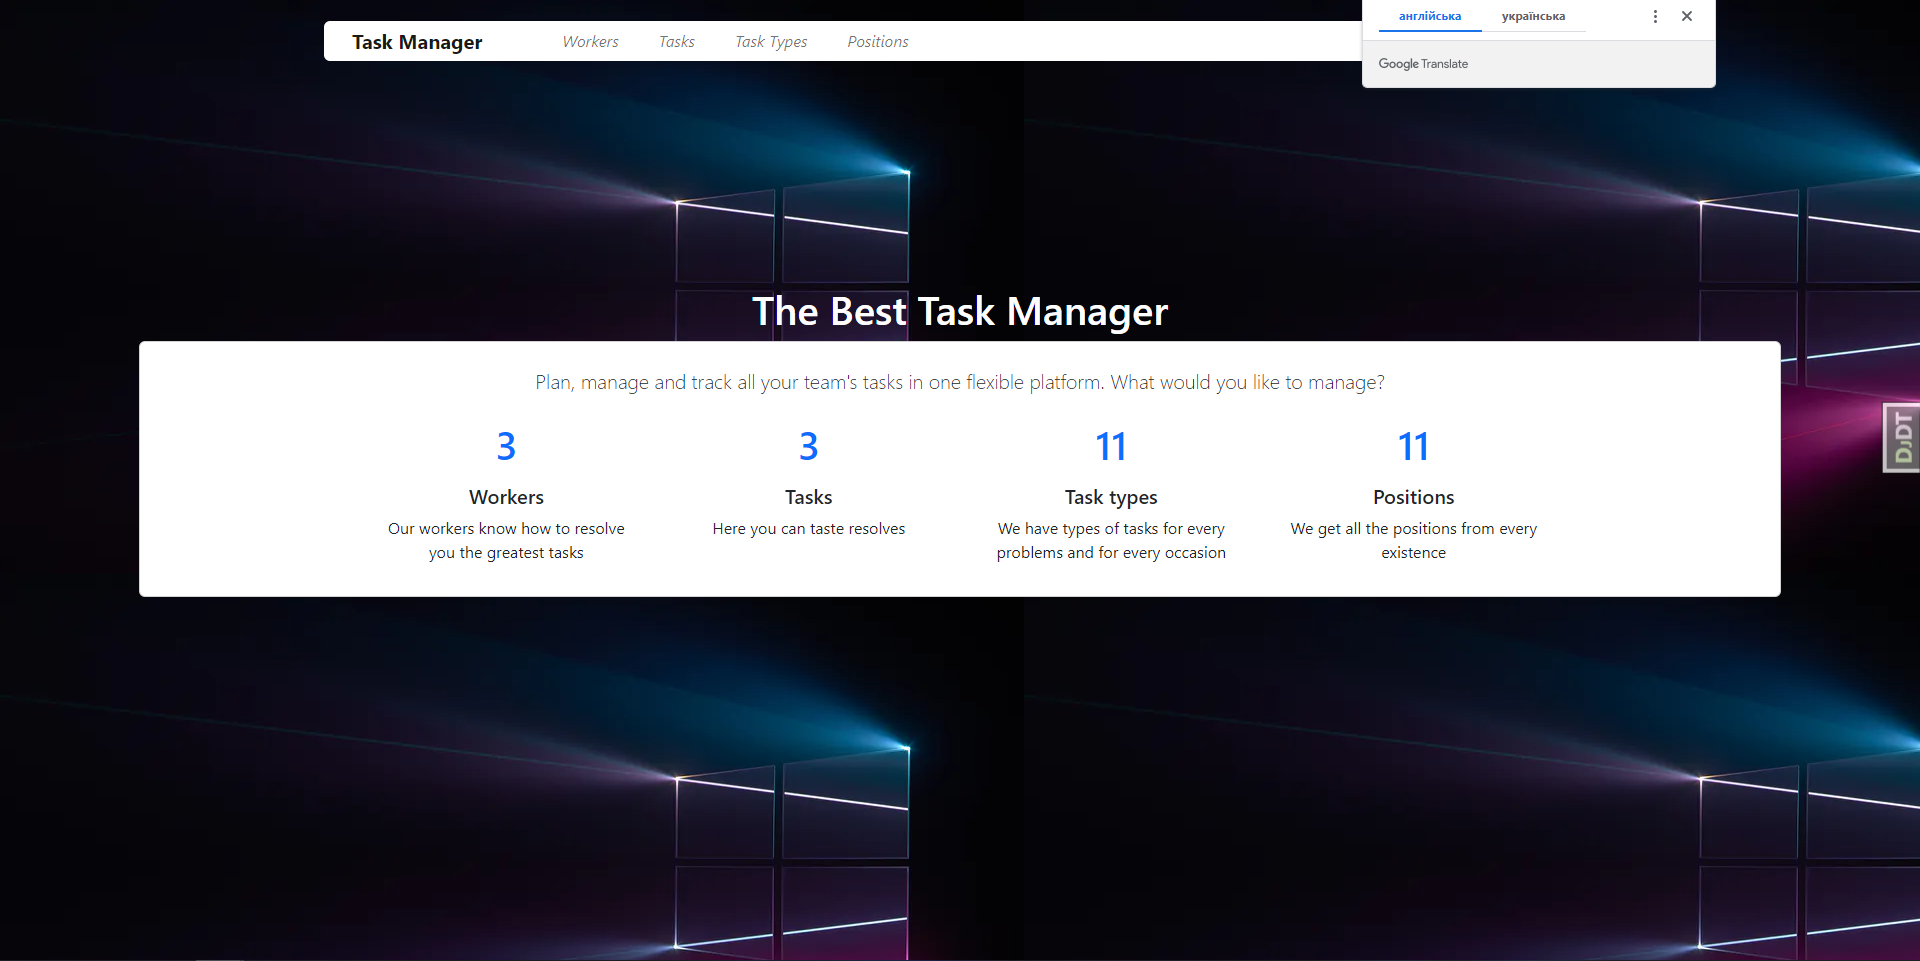 англійська українська
Google Translate
Task Manager Workers Tasks Task Types Positions
The Best Task Manager
Plan, manage and track all your team's tasks in one flexible platform. What would you like to manage?
3
Workers
Our workers know how to resolve
you the greatest tasks
3
Tasks
Here you can taste resolves
11
Task types
We have types of tasks for every
problems and for every occasion
11
Positions
We get all the positions from every
existence
DJDT